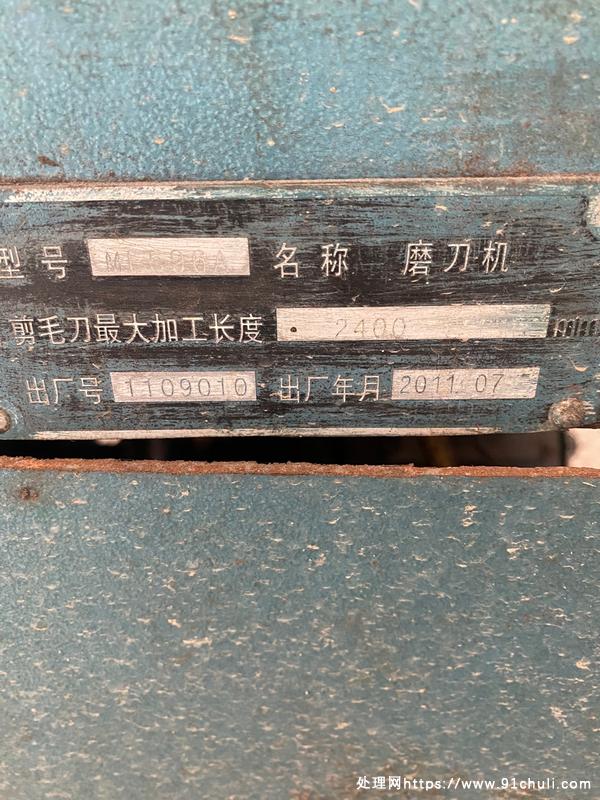 型号 名称 磨刀机
剪毛刀最大加工长度 2400 mm
出厂号 1109010 出厂年月 2011.07
处理网https://www.91chuli.com/